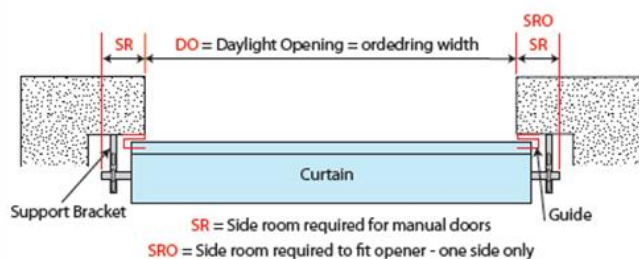 SRO
SR
DO = Daylight Opening = ordedring width
SR
Curtain
Support Bracket
Guide
SR = Side room required for manual doors
SRO = Side room required to fit opener - one side only